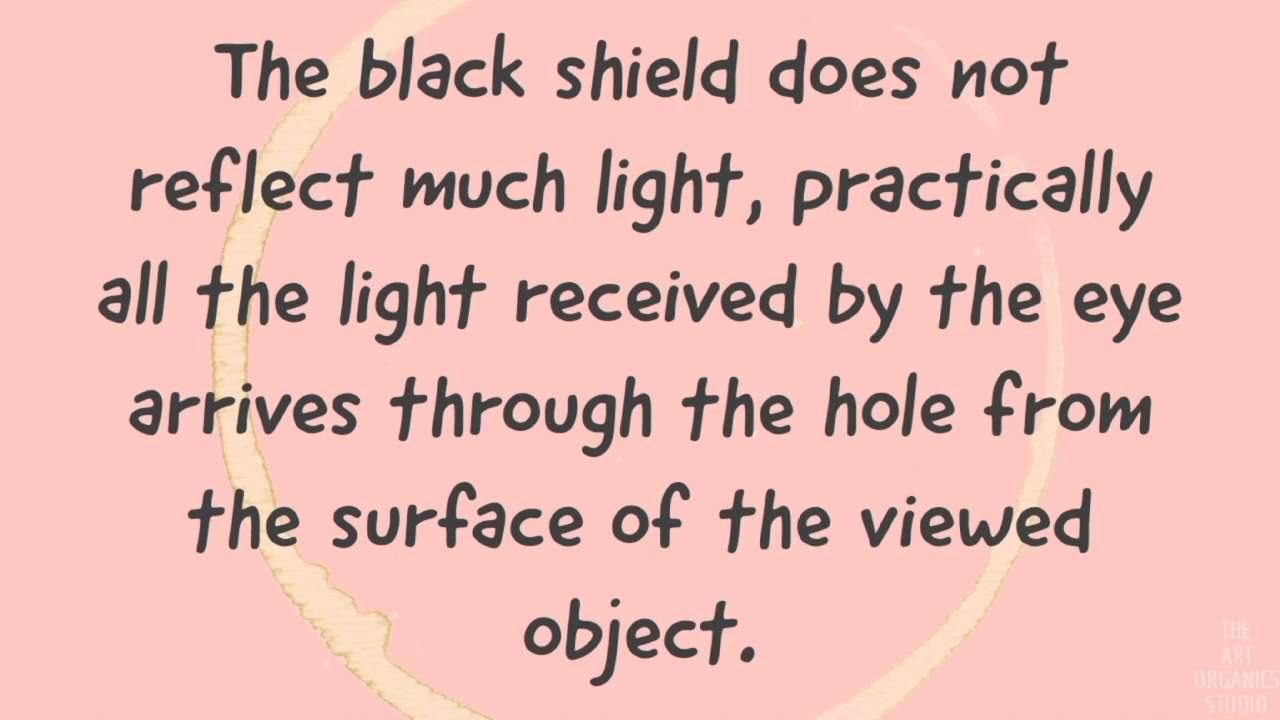 The black shield does not
reflect much light, practically
all the light received by the eye
arrives through the hole from
the surface of the viewed
object.
THE
ART
ORGANICS
STUDIO